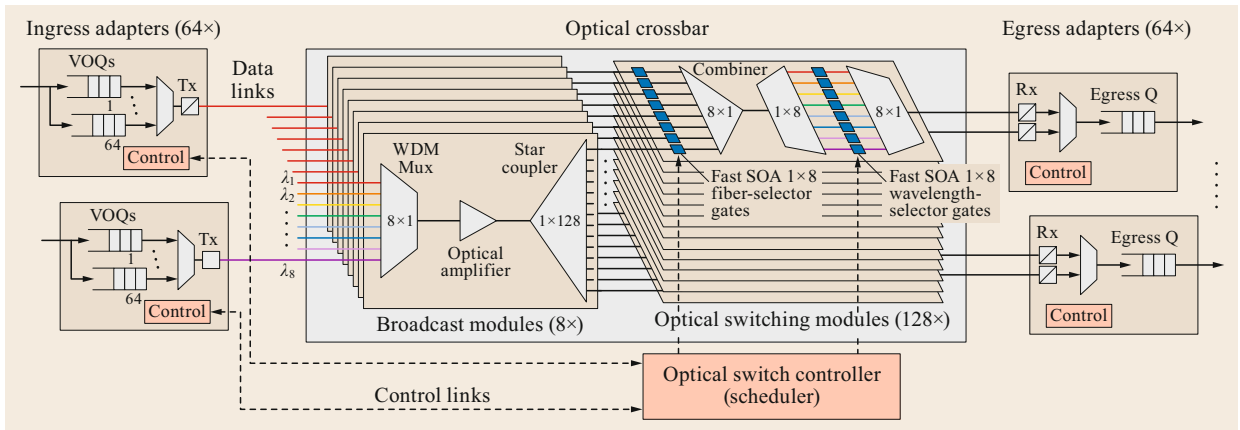 Ingress adapters (64×)
Optical crossbar
Egress adapters (64×)
VOQs
Tx
1
64
Control
Data
links
Combiner
8×1
1×8
8×1
Rx
Egress Q
Control
WDM
Mux
Star
coupler
λ1
λ2
λ8
8×1
1×128
Optical
amplifier
Fast SOA 1×8
fiber-selector
gates
Fast SOA 1×8
wavelength-
selector gates
VOQs
Tx
1
64
Control
Rx
Egress Q
Control
Broadcast modules (8×)
Optical switching modules (128×)
Optical switch controller
(scheduler)
Control links